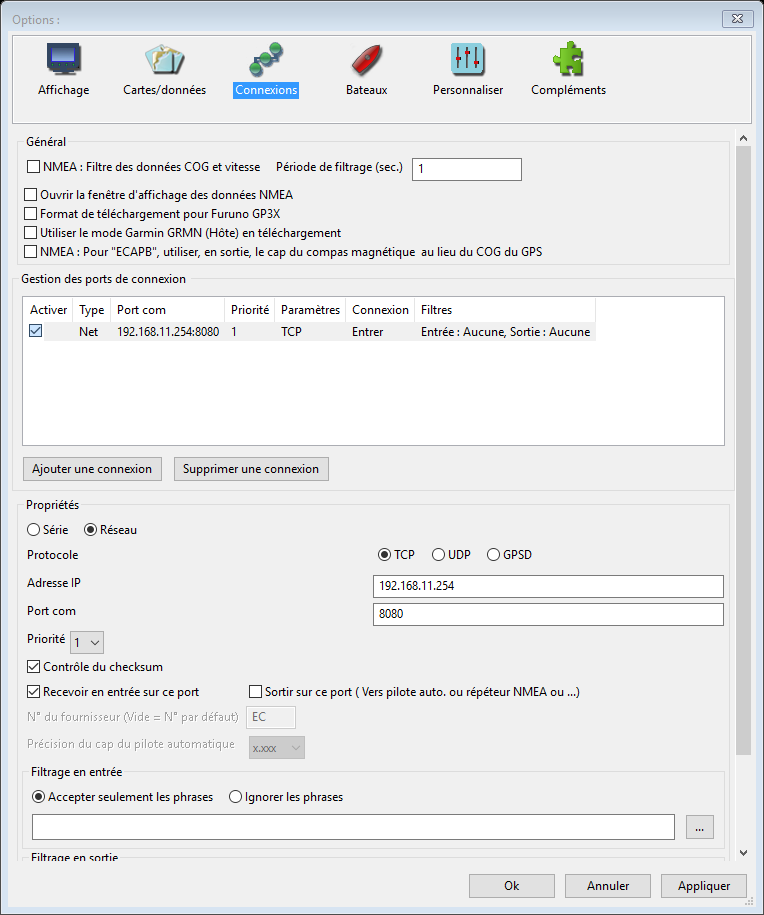 Options :
Affichage Cartes/données Connexions Bateaux Personnaliser Compléments
Général
NMEA : Filtre des données COG et vitesse Période de filtrage (sec.) 1
Ouvrir la fenêtre d'affichage des données NMEA
Format de téléchargement pour Furuno GP3X
Utiliser le mode Garmin GRMN (Hôte) en téléchargement
NMEA : Pour "ECAPB", utiliser, en sortie, le cap du compas magnétique au lieu du COG du GPS
Gestion des ports de connexion
Activer Type Port com Priorité Paramètres Connexion Filtres
Net 192.168.11.254:8080 1 TCP Entrer Entrée : Aucune, Sortie : Aucune
Ajouter une connexion Supprimer une connexion
Propriétés
Série Réseau
Protocole TCP UDP GPSD
Adresse IP 192.168.11.254
Port com 8080
Priorité 1
Contrôle du checksum
Recevoir en entrée sur ce port Sortir sur ce port ( Vers pilote auto. ou répéteur NMEA ou ...)
N° du fournisseur (Vide = N° par défaut) EC
Précision du cap du pilote automatique x.xxx
Filtrage en entrée
Accepter seulement les phrases Ignorer les phrases
...
Filtrage en sortie
Ok Annuler Appliquer